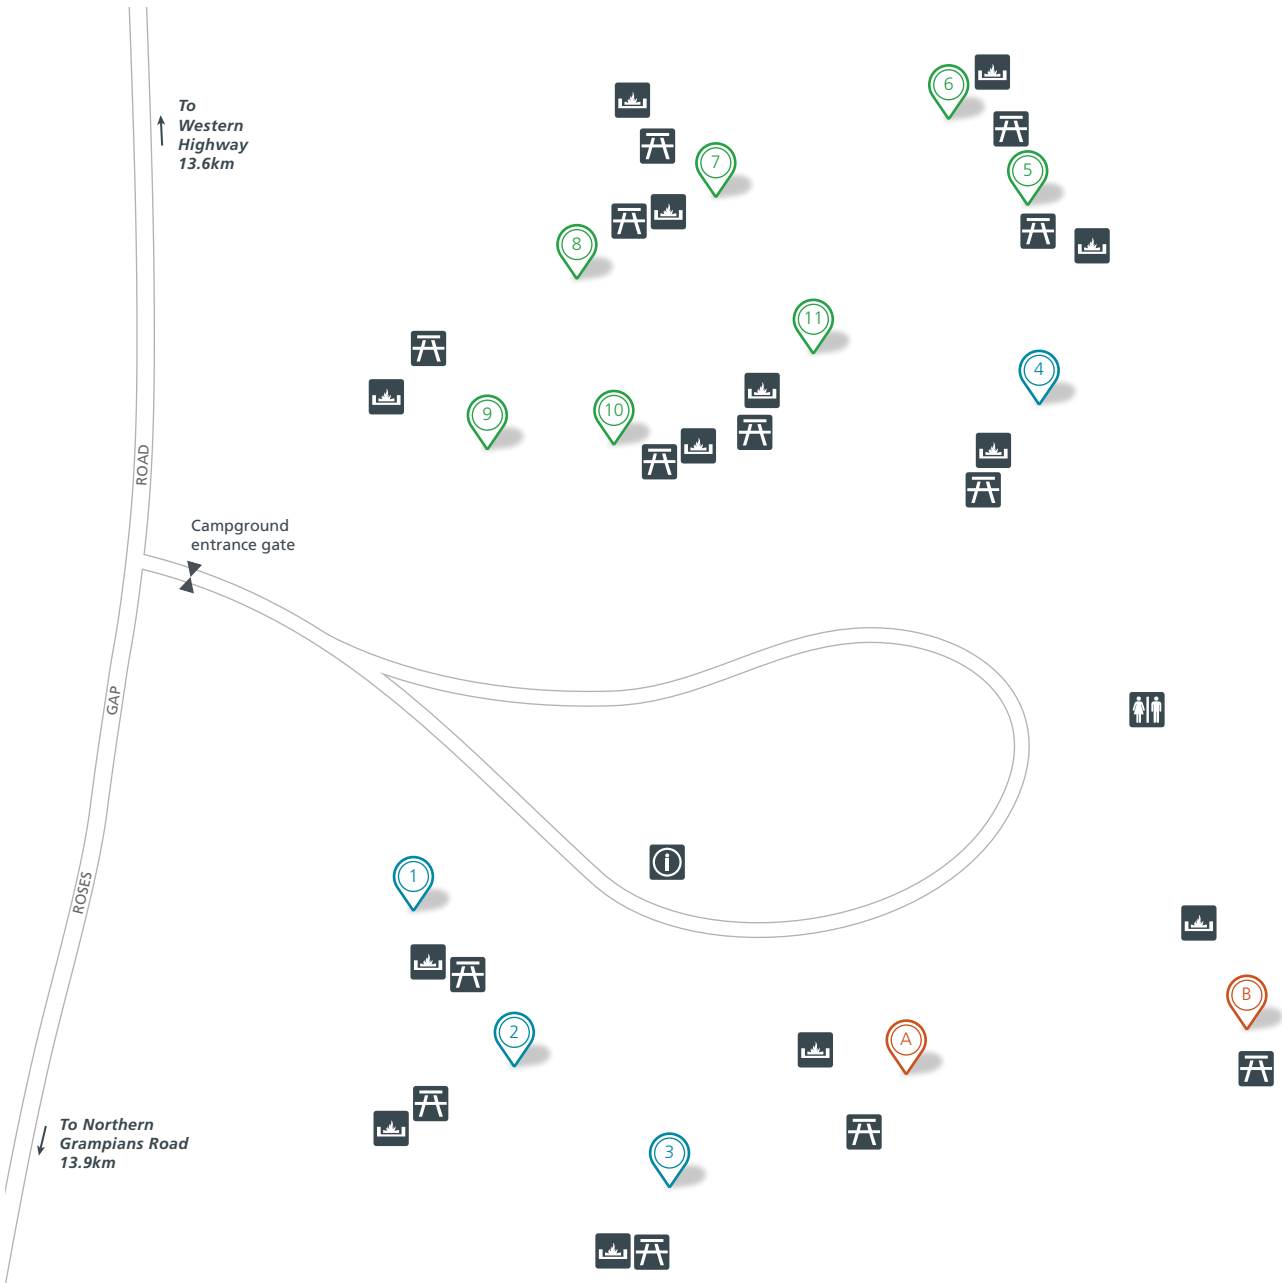 To
Western
Highway
13.6km
6
7
5
8
11
4
9
10
ROAD
Campground
entrance gate
GAP
i
1
ROSES
B
2
A
To Northern
Grampians Road
13.9km
3